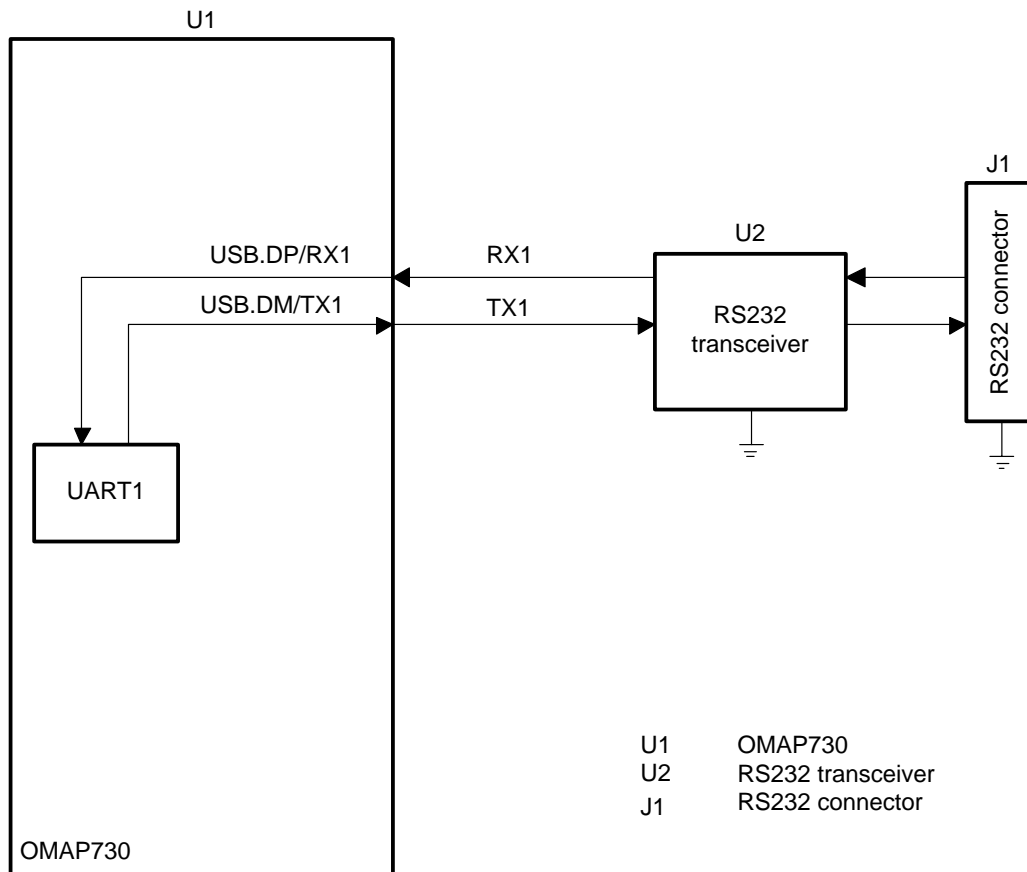 U1
J1
U2
USB.DP/RX1
RX1
USB.DM/TX1
TX1
RS232
transceiver
RS232 connector
UART1
U1 OMAP730
U2 RS232 transceiver
J1 RS232 connector
OMAP730